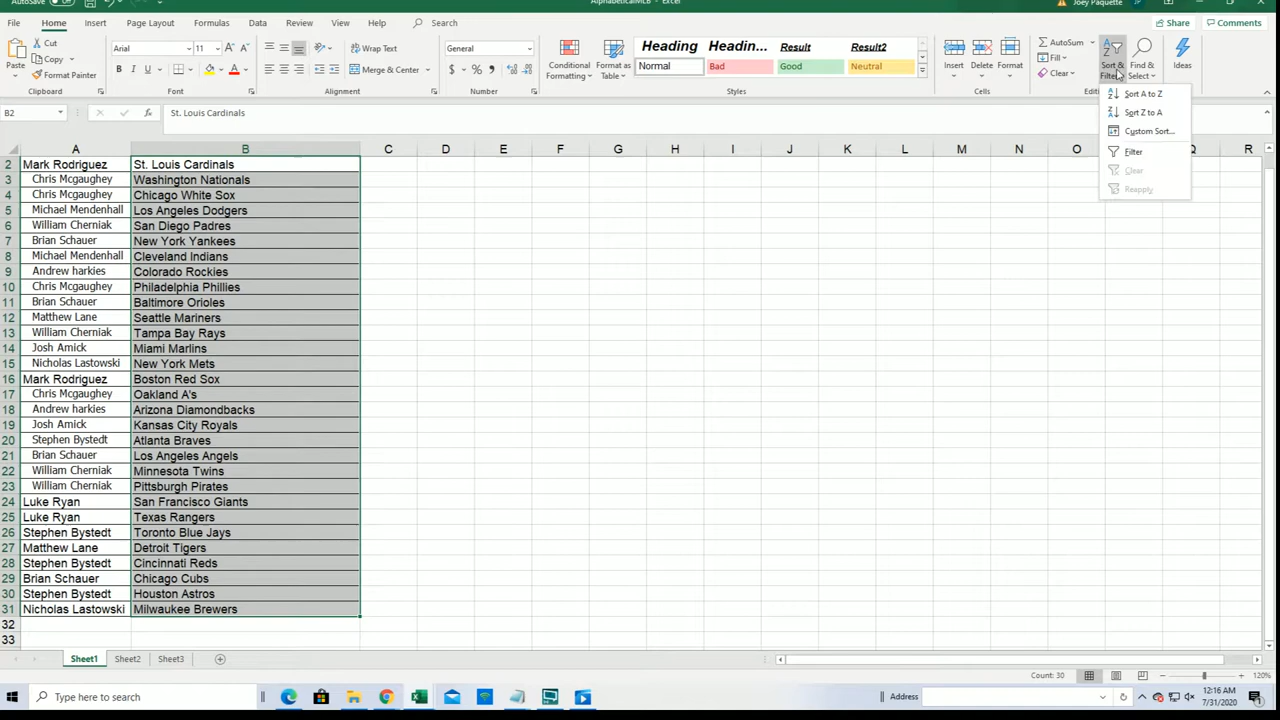 AutoSave AlphabeticalMLB - Excel Joey Paquette JP
File Home Insert Page Layout Formulas Data Review View Help Search Share Comments
Paste Cut Copy Format Painter Clipboard
Arial 11 A A B I U A Font
Wrap Text Merge & Center Alignment
General $ % , Number
Conditional Formatting Format as Table
Heading Headin... Result Result2
Normal Bad Good Neutral Styles
Insert Delete Format Cells
AutoSum Fill Clear Sort & Filter Find & Select Editi Ideas
Sort A to Z
Sort Z to A
Custom Sort...
Filter
Clear
Reapply
B2 fx St. Louis Cardinals
A B C D E F G H I J K L M N O Q R
2 Mark Rodriguez St. Louis Cardinals
3 Chris Mcgaughey Washington Nationals
4 Chris Mcgaughey Chicago White Sox
5 Michael Mendenhall Los Angeles Dodgers
6 William Cherniak San Diego Padres
7 Brian Schauer New York Yankees
8 Michael Mendenhall Cleveland Indians
9 Andrew harkies Colorado Rockies
10 Chris Mcgaughey Philadelphia Phillies
11 Brian Schauer Baltimore Orioles
12 Matthew Lane Seattle Mariners
13 William Cherniak Tampa Bay Rays
14 Josh Amick Miami Marlins
15 Nicholas Lastowski New York Mets
16 Mark Rodriguez Boston Red Sox
17 Chris Mcgaughey Oakland A's
18 Andrew harkies Arizona Diamondbacks
19 Josh Amick Kansas City Royals
20 Stephen Bystedt Atlanta Braves
21 Brian Schauer Los Angeles Angels
22 William Cherniak Minnesota Twins
23 William Cherniak Pittsburgh Pirates
24 Luke Ryan San Francisco Giants
25 Luke Ryan Texas Rangers
26 Stephen Bystedt Toronto Blue Jays
27 Matthew Lane Detroit Tigers
28 Stephen Bystedt Cincinnati Reds
29 Brian Schauer Chicago Cubs
30 Stephen Bystedt Houston Astros
31 Nicholas Lastowski Milwaukee Brewers
32
33
Sheet1 Sheet2 Sheet3
Count: 30 120%
Type here to search Address 12:16 AM
7/31/2020